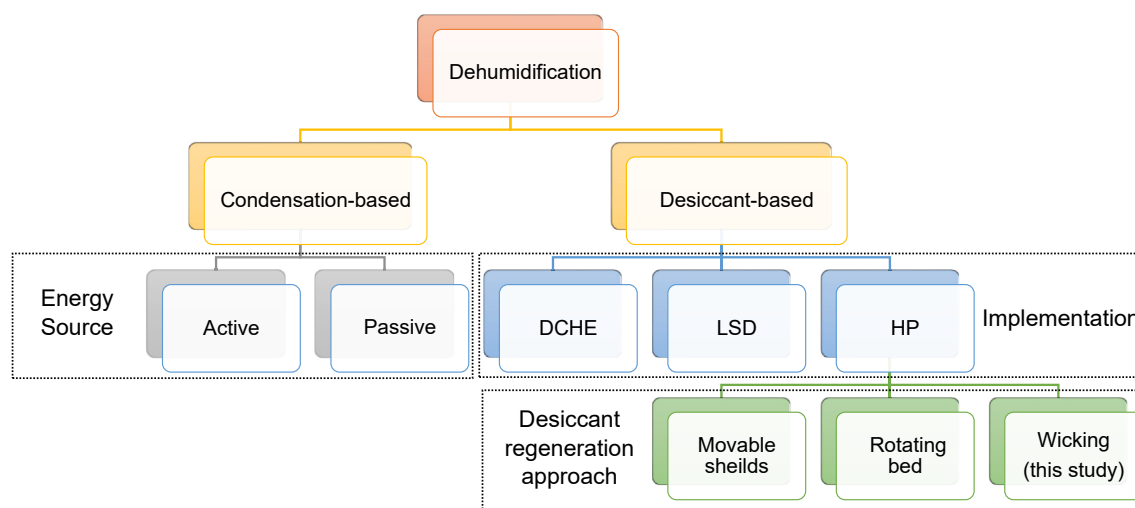 Dehumidification
Condensation-based
Desiccant-based
Energy
Source
Active
Passive
DCHE
LSD
HP
Implementation
Desiccant
regeneration
approach
Movable
sheilds
Rotating
bed
Wicking
(this study)